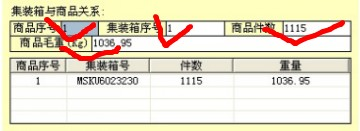 集装箱与商品关系:
商品序号 1 集装箱序号 1 商品件数 1115
商品毛重(Kg) 1036.95
商品序号 集装箱号 件数 重量
1 MSKU6023230 1115 1036.95